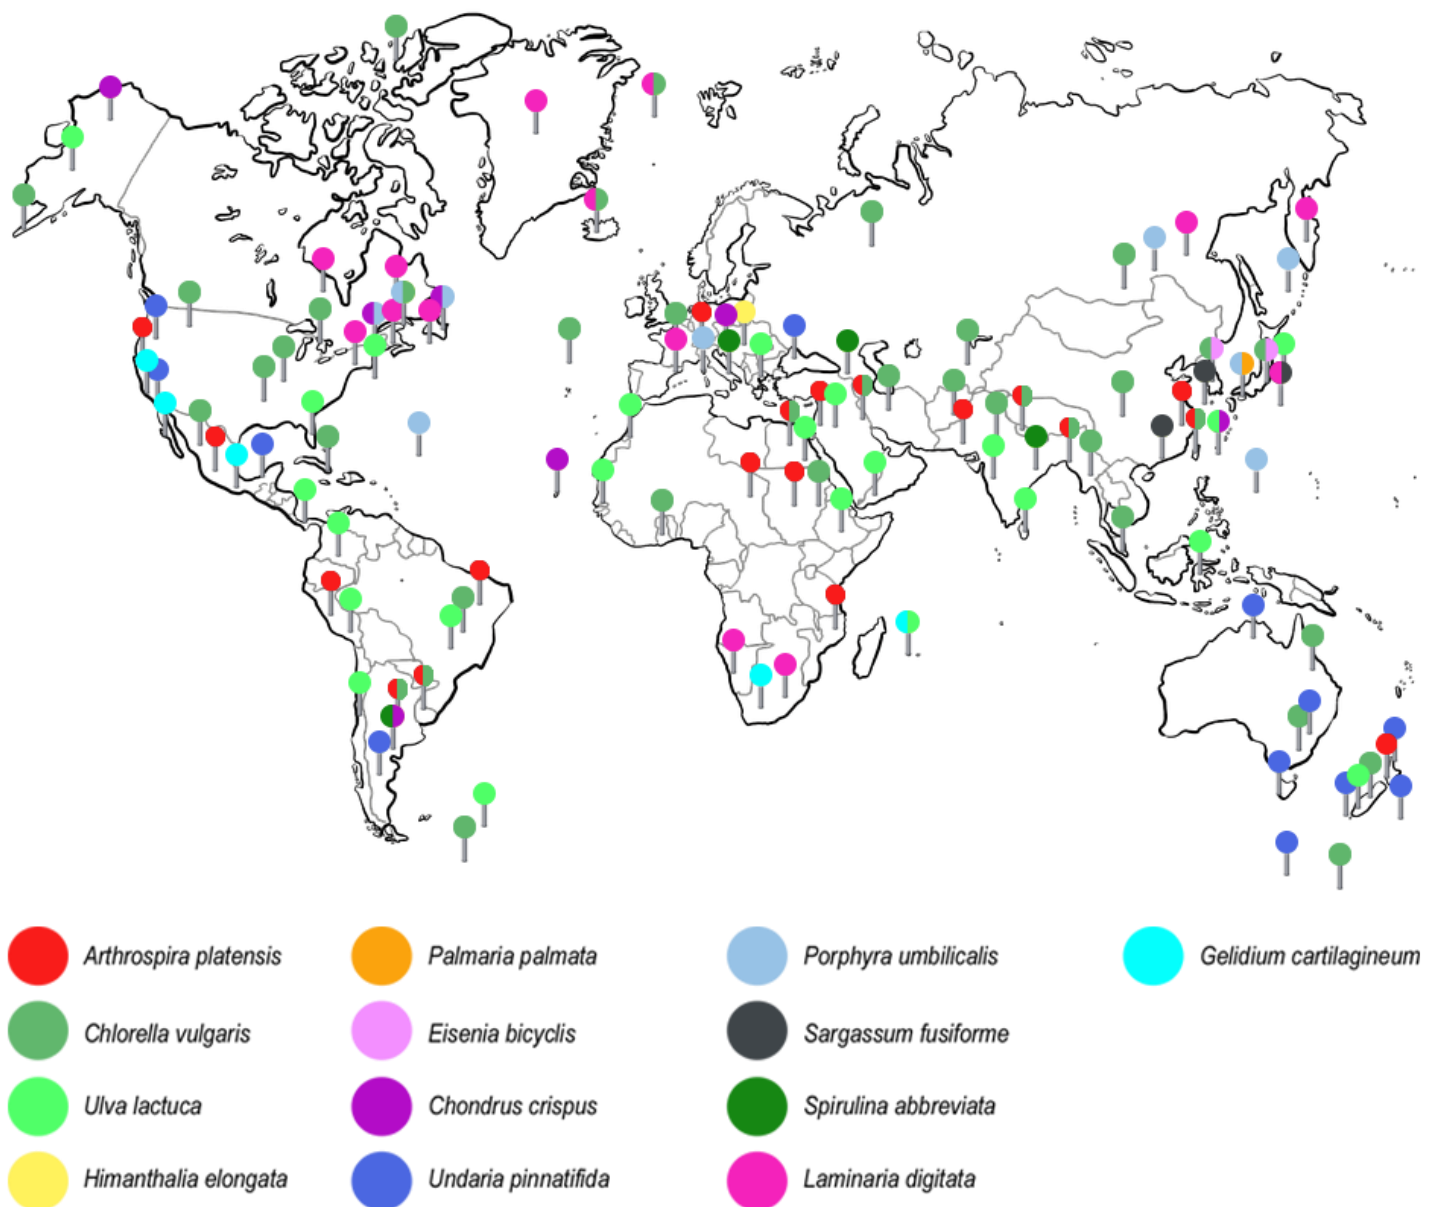 Arthrospira platensis
Palmaria palmata
Porphyra umbilicalis
Gelidium cartilagineum
Chlorella vulgaris
Eisenia bicyclis
Sargassum fusiforme
Ulva lactuca
Chondrus crispus
Spirulina abbreviata
Himanthalia elongata
Undaria pinnatifida
Laminaria digitata